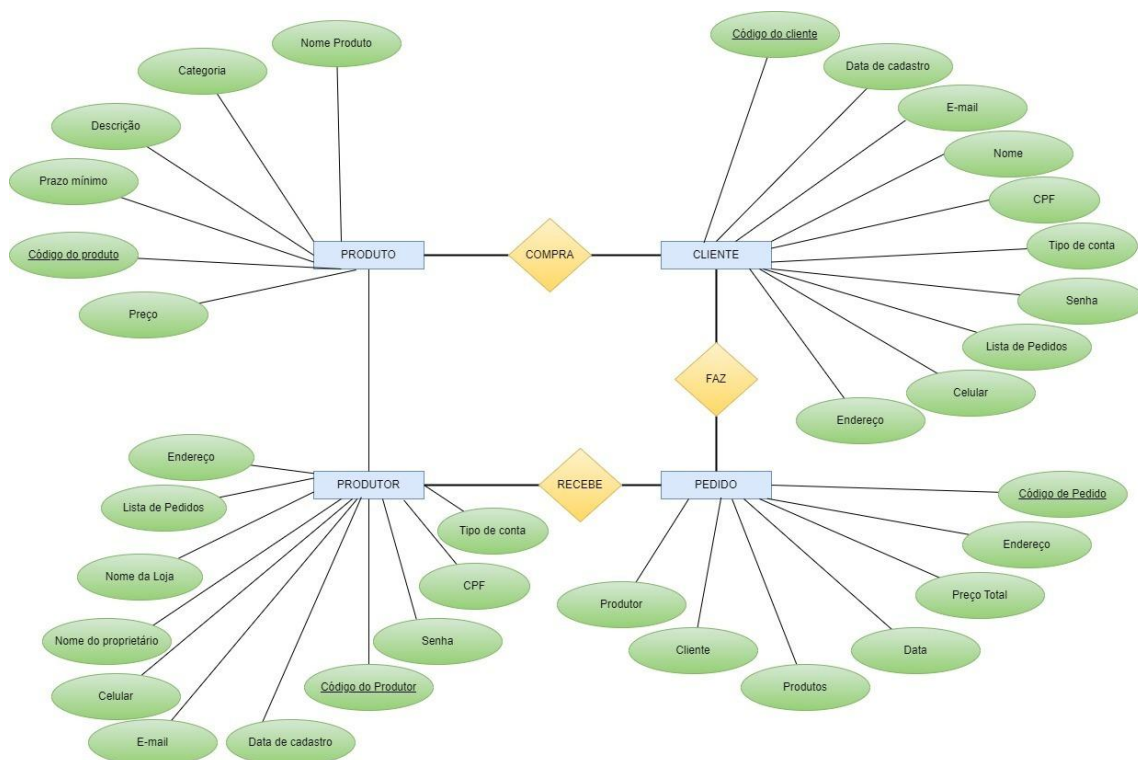 Código do cliente
Nome Produto
Data de cadastro
Categoria
E-mail
Descrição
Nome
Prazo mínimo
CPF
Código do produto
PRODUTO
COMPRA
CLIENTE
Tipo de conta
Senha
Preço
Lista de Pedidos
FAZ
Celular
Endereço
Endereço
PRODUTOR
RECEBE
PEDIDO
Código de Pedido
Lista de Pedidos
Tipo de conta
Endereço
Nome da Loja
CPF
Preço Total
Produtor
Nome do proprietário
Senha
Cliente
Data
Celular
Código do Produtor
Produtos
E-mail
Data de cadastro